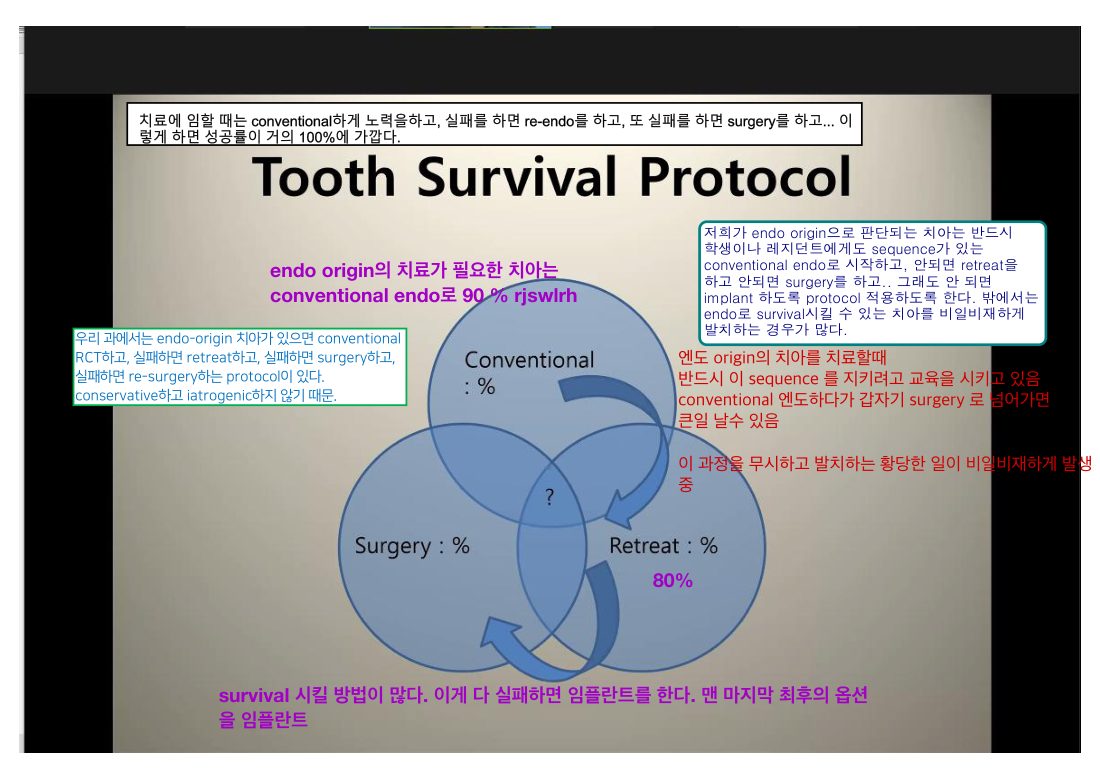 치료에 임할 때는 conventional하게 노력을하고, 실패를 하면 re-endo를 하고, 또 실패를 하면 surgery를 하고... 이
렇게 하면 성공률이 거의 100%에 가깝다.
Tooth Survival Protocol
저희가 endo origin으로 판단되는 치아는 반드시
학생이나 레지던트에게도 sequence가 있는
conventional endo로 시작하고, 안되면 retreat을
하고 안되면 surgery를 하고.. 그래도 안 되면
implant 하도록 protocol 적용하도록 한다. 밖에서는
endo로 survival시킬 수 있는 치아를 비일비재하게
발치하는 경우가 많다.
endo origin의 치료가 필요한 치아는
conventional endo로 90 % rjswlrh
우리 과에서는 endo-origin 치아가 있으면 conventional
RCT하고, 실패하면 retreat하고, 실패하면 surgery하고,
실패하면 re-surgery하는 protocol이 있다.
conservative하고 iatrogenic하지 않기 때문.
Conventional
: %
엔도 origin의 치아를 치료할때
반드시 이 sequence 를 지키려고 교육을 시키고 있음
conventional 엔도하다가 갑자기 surgery 로 넘어가면
큰일 날수 있음
이 과정을 무시하고 발치하는 황당한 일이 비일비재하게 발생
중
?
Surgery : %
Retreat : %
80%
survival 시킬 방법이 많다. 이게 다 실패하면 임플란트를 한다. 맨 마지막 최후의 옵션
을 임플란트